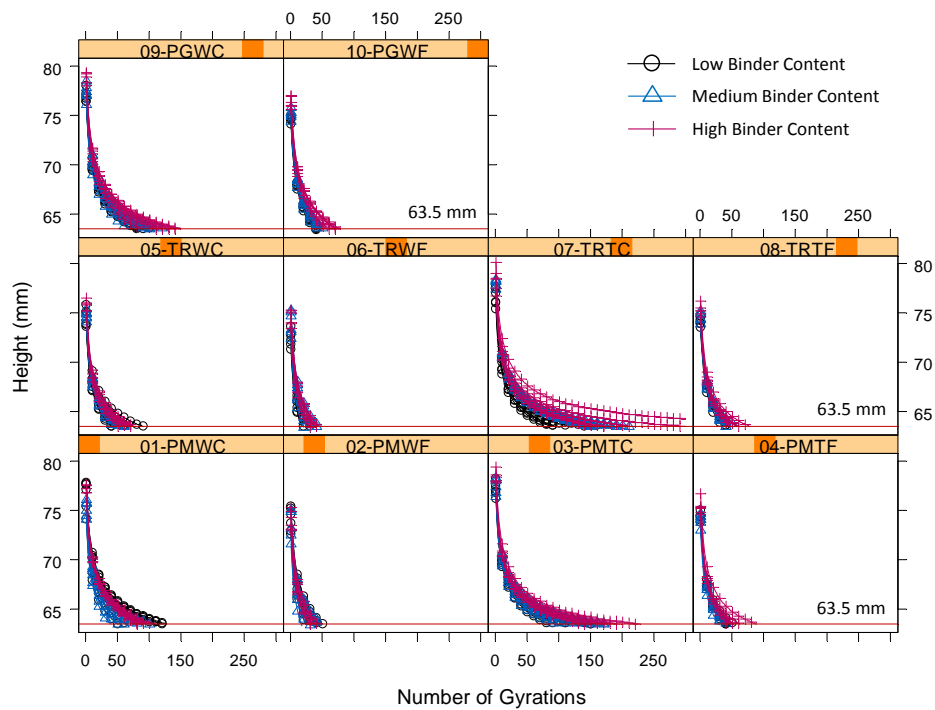 0 50 150 250
09-PGWC 10-PGWF
Low Binder Content
Medium Binder Content
High Binder Content
80
75
70
65
63.5 mm
0 50 150 250
05-TRWC 06-TRWF 07-TRTC 08-TRTF
80
75
70
65
63.5 mm
Height (mm)
01-PMWC 02-PMWF 03-PMTC 04-PMTF
80
75
70
65
63.5 mm
0 50 150 250 0 50 150 250
Number of Gyrations